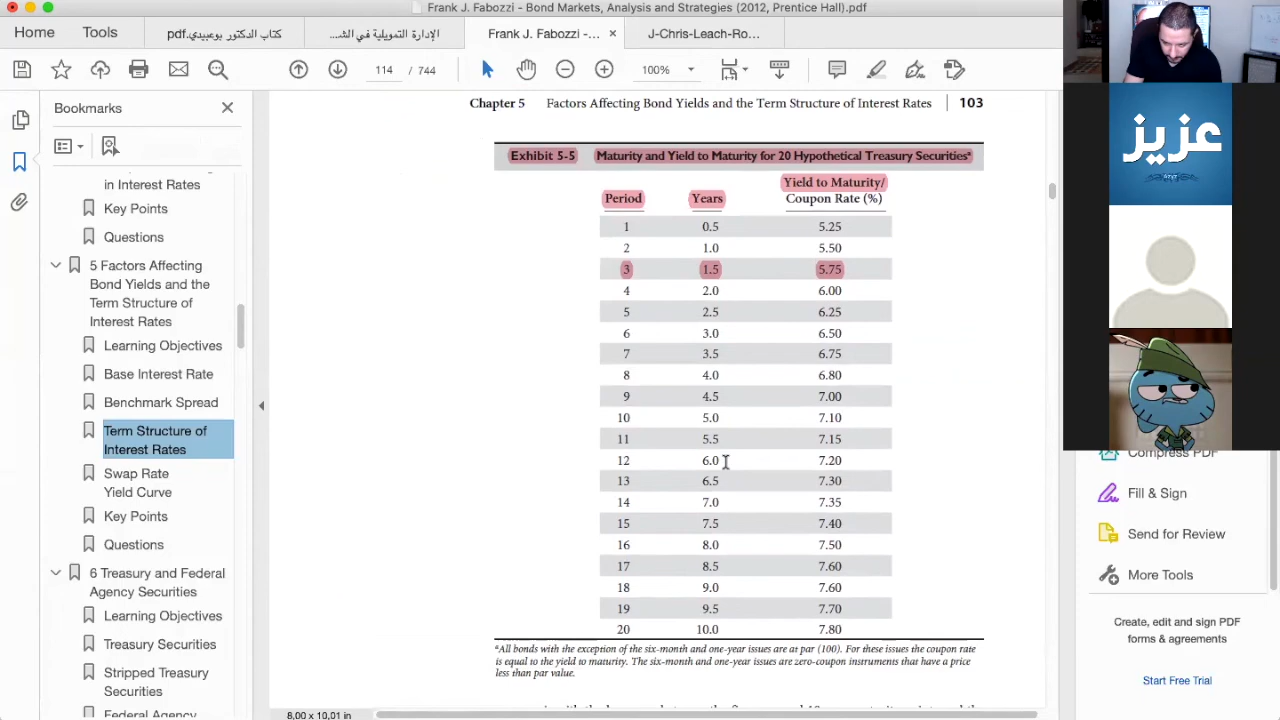 Frank J. Fabozzi - Bond Markets, Analysis and Strategies (2012, Prentice Hall).pdf
Home
Tools
كتاب الدكتور بوعبيدي.pdf
الإدارة التمويلية في الش...
Frank J. Fabozzi -...
J-Chris-Leach-Ro...
114 / 744
100%
Bookmarks
in Interest Rates
Key Points
Questions
5 Factors Affecting
Bond Yields and the
Term Structure of
Interest Rates
Learning Objectives
Base Interest Rate
Benchmark Spread
Term Structure of
Interest Rates
Swap Rate
Yield Curve
Key Points
Questions
6 Treasury and Federal
Agency Securities
Learning Objectives
Treasury Securities
Stripped Treasury
Securities
Federal Agency
Chapter 5 Factors Affecting Bond Yields and the Term Structure of Interest Rates 103
Exhibit 5-5 Maturity and Yield to Maturity for 20 Hypothetical Treasury Securitiesᵃ
Yield to Maturity/
Period Years Coupon Rate (%)
1 0.5 5.25
2 1.0 5.50
3 1.5 5.75
4 2.0 6.00
5 2.5 6.25
6 3.0 6.50
7 3.5 6.75
8 4.0 6.80
9 4.5 7.00
10 5.0 7.10
11 5.5 7.15
12 6.0 7.20
13 6.5 7.30
14 7.0 7.35
15 7.5 7.40
16 8.0 7.50
17 8.5 7.60
18 9.0 7.60
19 9.5 7.70
20 10.0 7.80
ᵃAll bonds with the exception of the six-month and one-year issues are at par (100). For these issues the coupon rate
is equal to the yield to maturity. The six-month and one-year issues are zero-coupon instruments that have a price
less than par value.
8,00 x 10,01 in
عزيز
Compress PDF
Fill & Sign
Send for Review
More Tools
Create, edit and sign PDF
forms & agreements
Start Free Trial